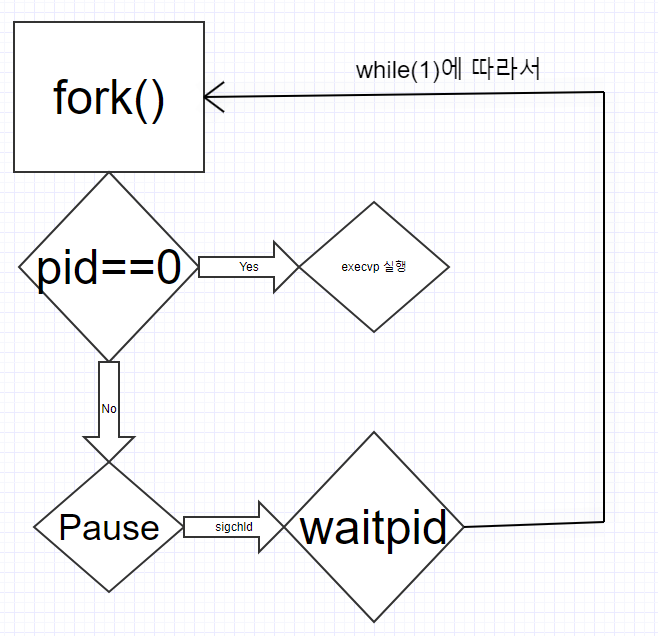 while(1)에 따라서
fork()
pid==0
Yes
execvp 실행
No
Pause
sigchld
waitpid